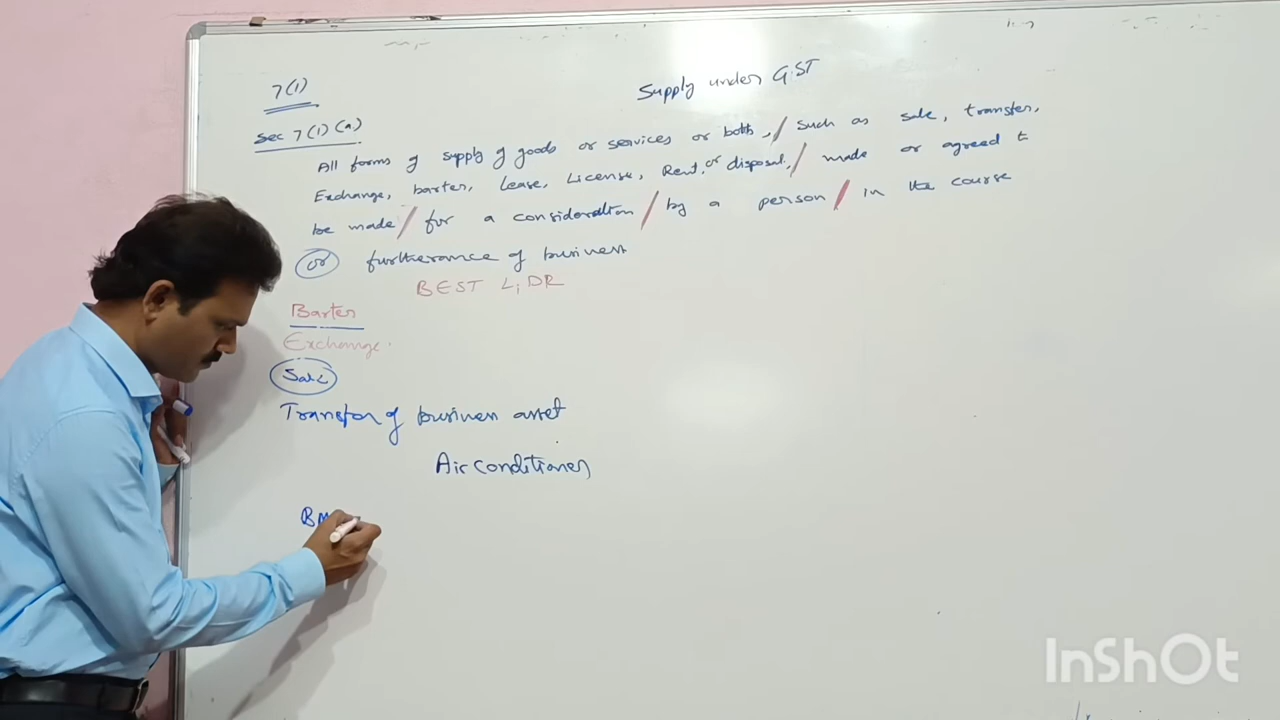 7(1)
Supply under G.ST
Sec 7(1)(a)
All forms of supply of goods or services or both, / such as sale, transfer,
Exchange, barter, Lease, License, Rent, or disposal, / made or agreed to
be made / for a consideration / by a person / in the course
or furtherance of business
BEST LiDR
Barter
Exchange.
Sale
Transfer of business asset
Air conditioner
BM
InShOt